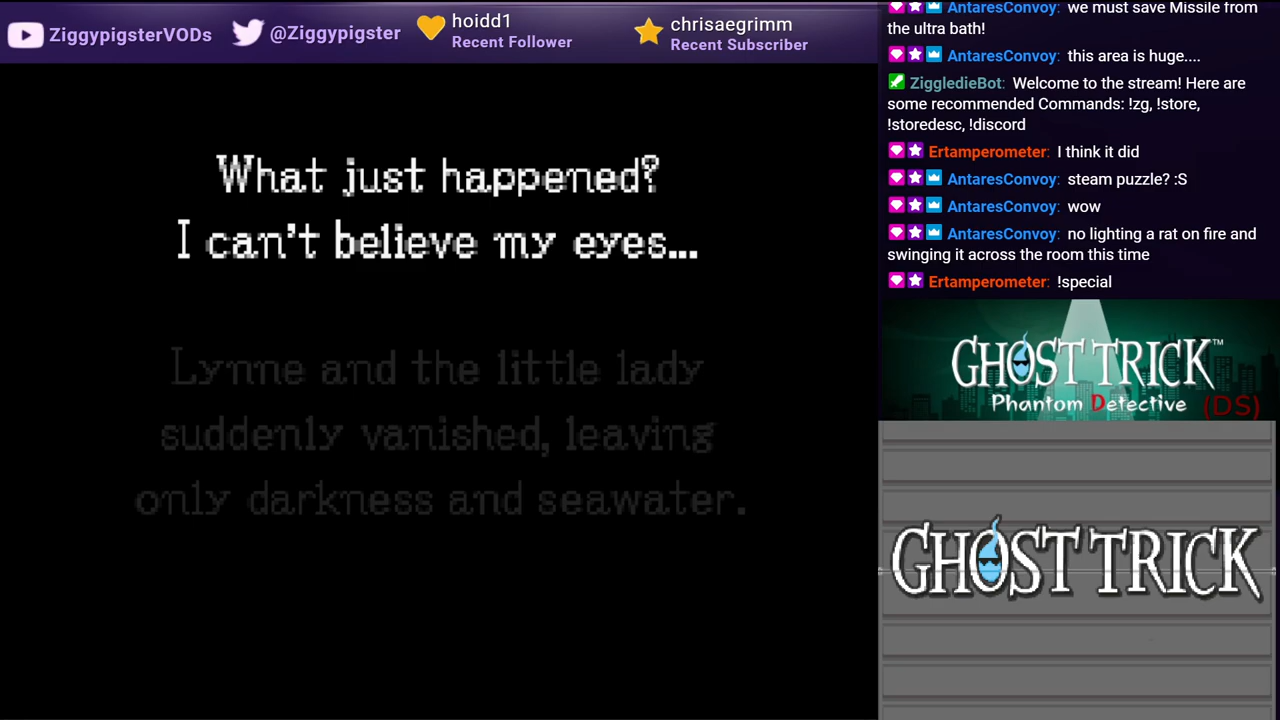 ZiggypigsterVODs
@Ziggypigster
hoidd1
Recent Follower
chrisaegrimm
Recent Subscriber
What just happened?
I can't believe my eyes...
Lynne and the little lady
suddenly vanished, leaving
only darkness and seawater.
AntaresConvoy: we must save Missile from
the ultra bath!
AntaresConvoy: this area is huge....
ZiggledieBot: Welcome to the stream! Here are
some recommended Commands: !zg, !store,
!storedesc, !discord
Ertamperometer: I think it did
AntaresConvoy: steam puzzle? :S
AntaresConvoy: wow
AntaresConvoy: no lighting a rat on fire and
swinging it across the room this time
Ertamperometer: !special
GHOST TRICK™
Phantom Detective (DS)
GHOST TRICK